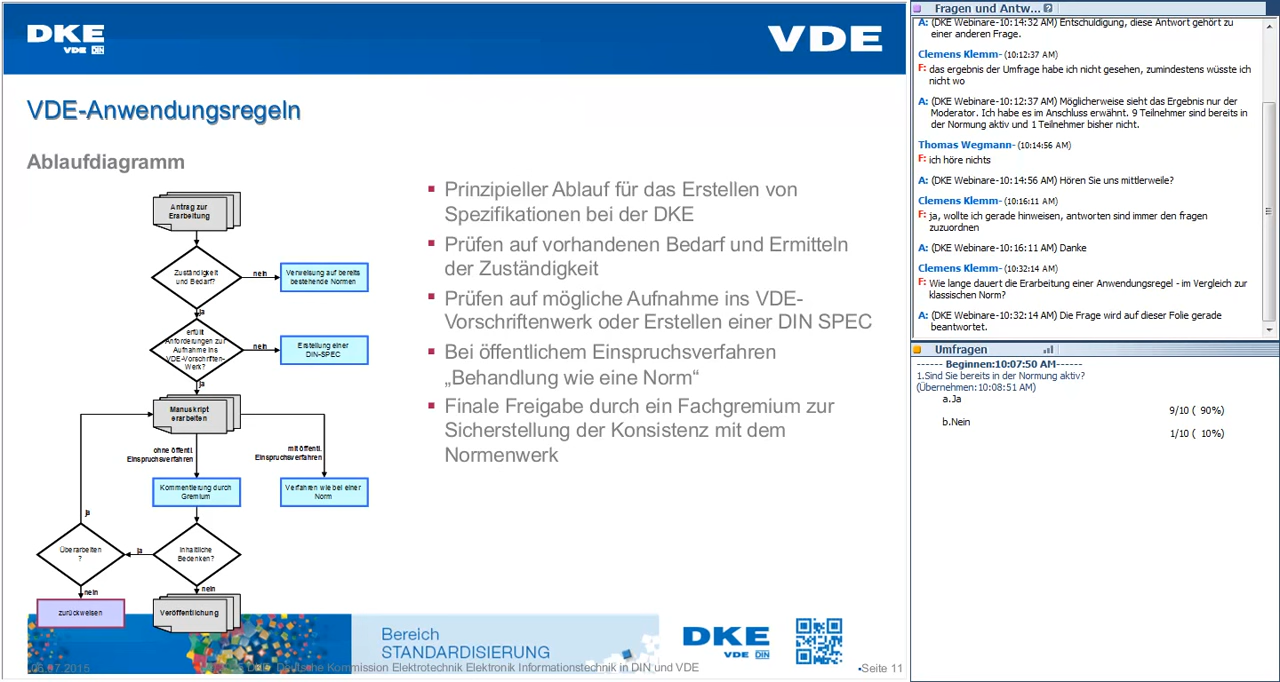 DKE
VDE DIN
VDE
VDE-Anwendungsregeln
Ablaufdiagramm
Antrag zur
Erarbeitung
Zuständigkeit
und Bedarf?
nein
Verweisung auf bereits
bestehende Normen
ja
erfüllt
Anforderungen zur
Aufnahme ins
VDE-Vorschriften-
Werk?
nein
Erstellung einer
DIN-SPEC
ja
Manuskript
erarbeiten
ohne öffentl.
Einspruchsverfahren
mit öffentl.
Einspruchsverfahren
Kommentierung durch
Gremium
Verfahren wie bei einer
Norm
ja
Überarbeiten
?
ja
Inhaltliche
Bedenken?
nein
nein
zurückweisen
Veröffentlichung
Prinzipieller Ablauf für das Erstellen von
Spezifikationen bei der DKE
Prüfen auf vorhandenen Bedarf und Ermitteln
der Zuständigkeit
Prüfen auf mögliche Aufnahme ins VDE-
Vorschriftenwerk oder Erstellen einer DIN SPEC
Bei öffentlichem Einspruchsverfahren
„Behandlung wie eine Norm“
Finale Freigabe durch ein Fachgremium zur
Sicherstellung der Konsistenz mit dem
Normenwerk
Bereich
STANDARDISIERUNG
DKE
VDE DIN
06.07.2015
Deutsche Kommission Elektrotechnik Elektronik Informationstechnik in DIN und VDE
•Seite 11
Fragen und Antw...
A: (DKE Webinare-10:14:32 AM) Entschuldigung, diese Antwort gehört zu
einer anderen Frage.
Clemens Klemm- (10:12:37 AM)
F: das ergebnis der Umfrage habe ich nicht gesehen, zumindestens wüsste ich
nicht wo
A: (DKE Webinare-10:12:37 AM) Möglicherweise sieht das Ergebnis nur der
Moderator. Ich habe es im Anschluss erwähnt. 9 Teilnehmer sind bereits in
der Normung aktiv und 1 Teilnehmer bisher nicht.
Thomas Wegmann- (10:14:56 AM)
F: ich höre nichts
A: (DKE Webinare-10:14:56 AM) Hören Sie uns mittlerweile?
Clemens Klemm- (10:16:11 AM)
F: ja, wollte ich gerade hinweisen, antworten sind immer den fragen
zuzuordnen
A: (DKE Webinare-10:16:11 AM) Danke
Clemens Klemm- (10:32:14 AM)
F: Wie lange dauert die Erarbeitung einer Anwendungsregel - im Vergleich zur
klassischen Norm?
A: (DKE Webinare-10:32:14 AM) Die Frage wird auf dieser Folie gerade
beantwortet.
Umfragen
------ Beginnen:10:07:50 AM------
1.Sind Sie bereits in der Normung aktiv?
(Übernehmen:10:08:51 AM)
a.Ja
9/10 ( 90%)
b.Nein
1/10 ( 10%)